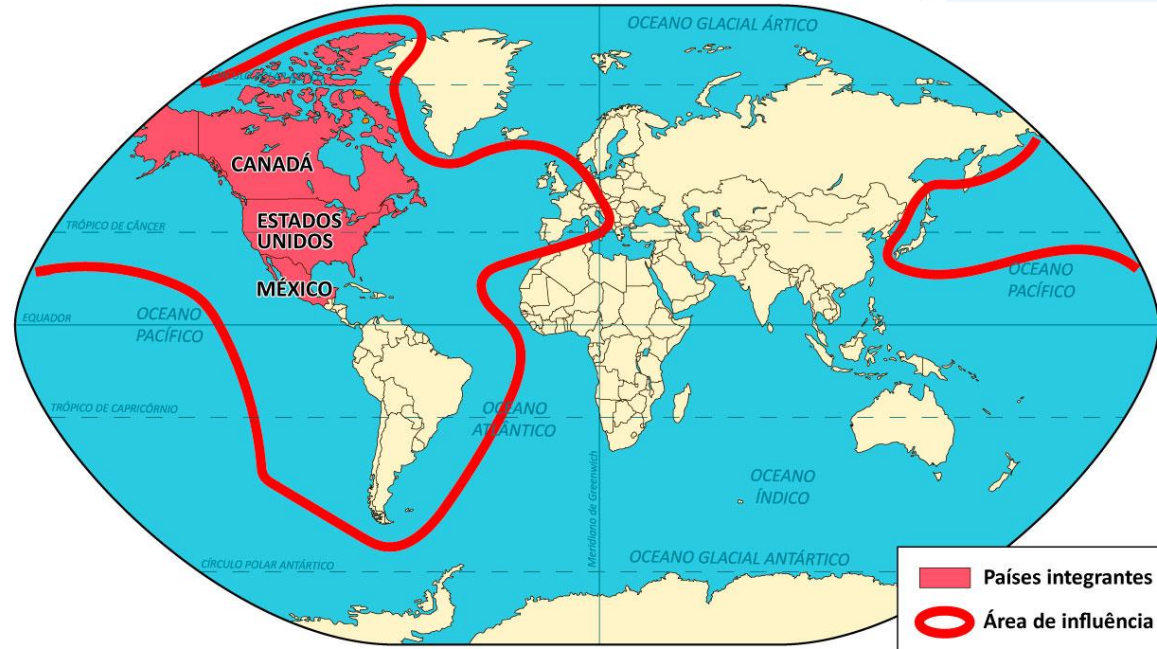 OCEANO GLACIAL ÁRTICO
CANADÁ
ESTADOS
UNIDOS
TRÓPICO DE CÂNCER
MÉXICO
OCEANO
PACÍFICO
OCEANO
PACÍFICO
EQUADOR
TRÓPICO DE CAPRICÓRNIO
OCEANO
ATLÂNTICO
OCEANO
ÍNDICO
Meridiano de Greenwich
OCEANO GLACIAL ANTÁRTICO
CÍRCULO POLAR ANTÁRTICO
Países integrantes
Área de influência